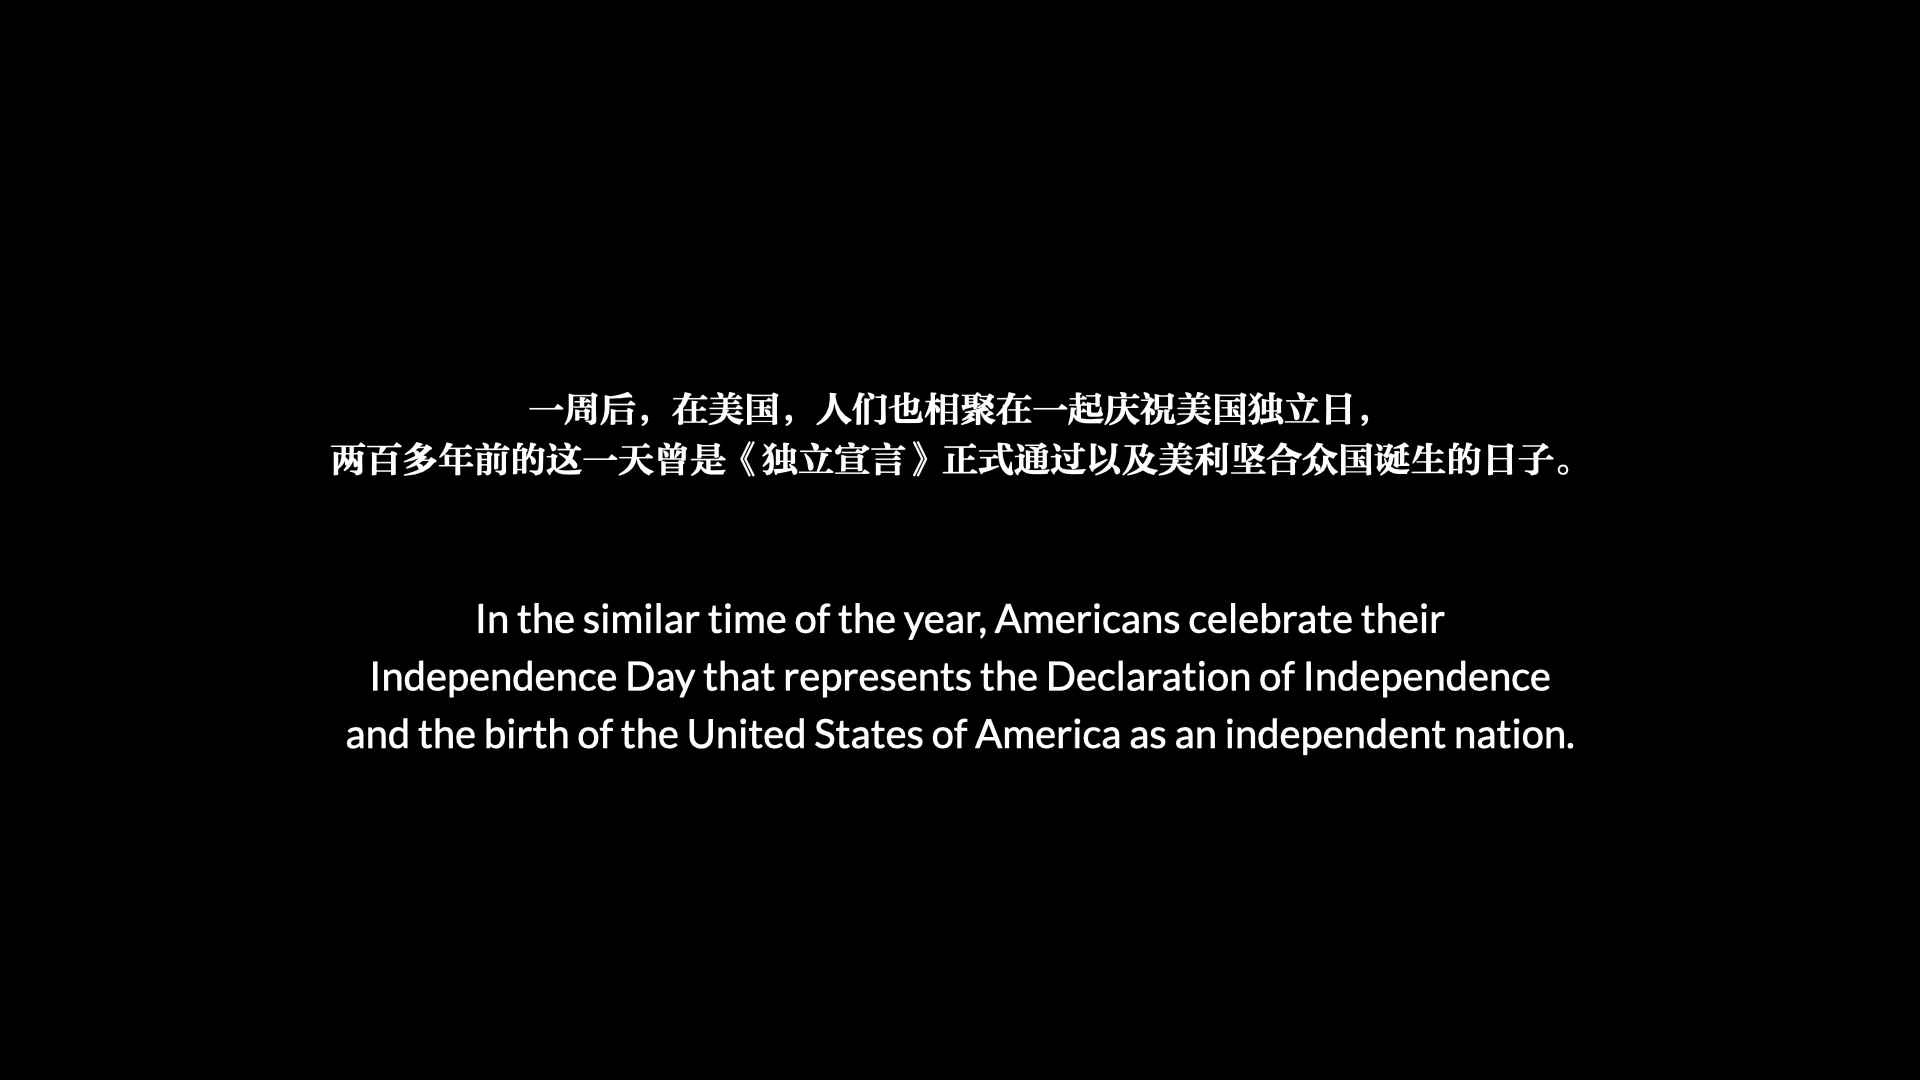 一周后，在美国，人们也相聚在一起庆祝美国独立日，
两百多年前的这一天曾是《独立宣言》正式通过以及美利坚合众国诞生的日子。
In the similar time of the year, Americans celebrate their
Independence Day that represents the Declaration of Independence
and the birth of the United States of America as an independent nation.